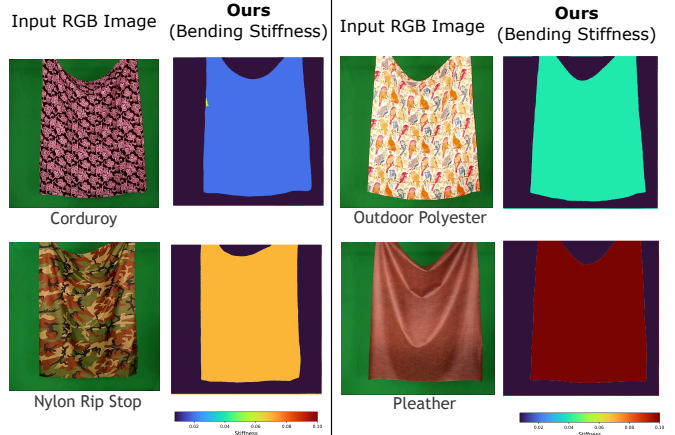 Input RGB Image
Ours
(Bending Stiffness)
Corduroy
Nylon Rip Stop
0.02 0.04 0.06 0.08 0.10
Stiffness
Input RGB Image
Ours
(Bending Stiffness)
Outdoor Polyester
Pleather
0.02 0.04 0.06 0.08 0.10
Stiffness